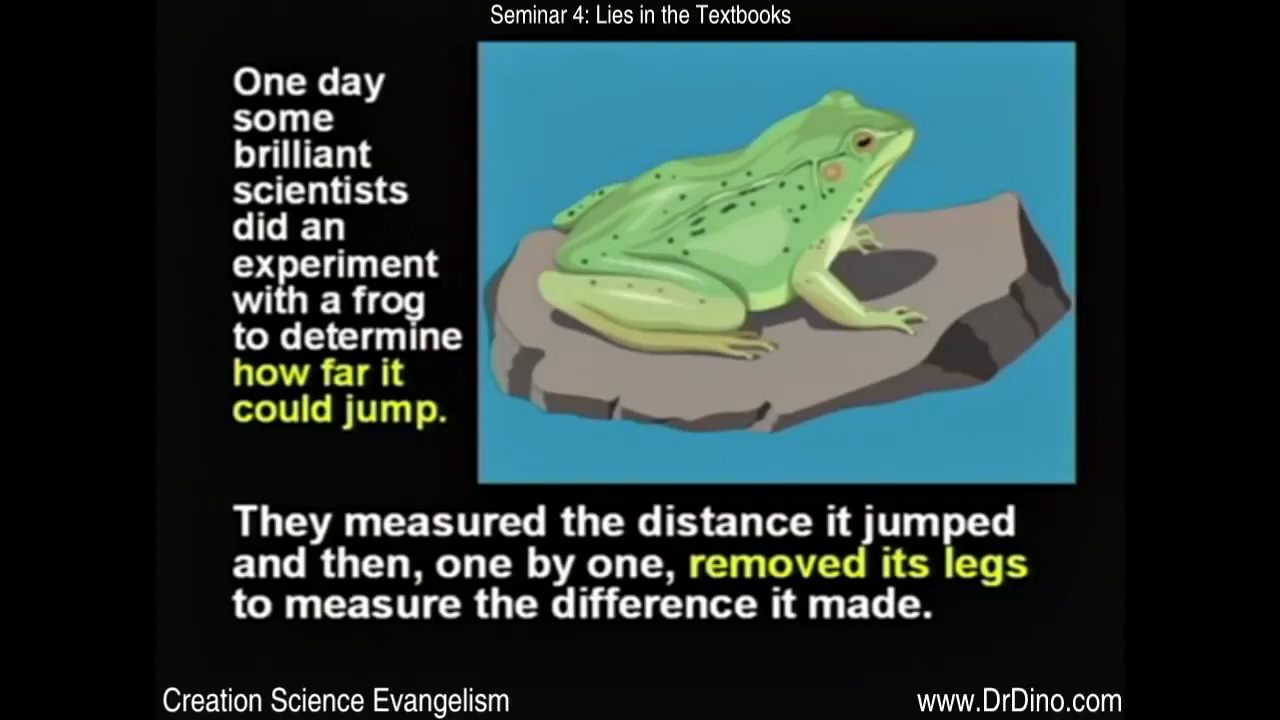 Seminar 4: Lies in the Textbooks
One day
some
brilliant
scientists
did an
experiment
with a frog
to determine
how far it
could jump.
They measured the distance it jumped
and then, one by one, removed its legs
to measure the difference it made.
Creation Science Evangelism
www.DrDino.com